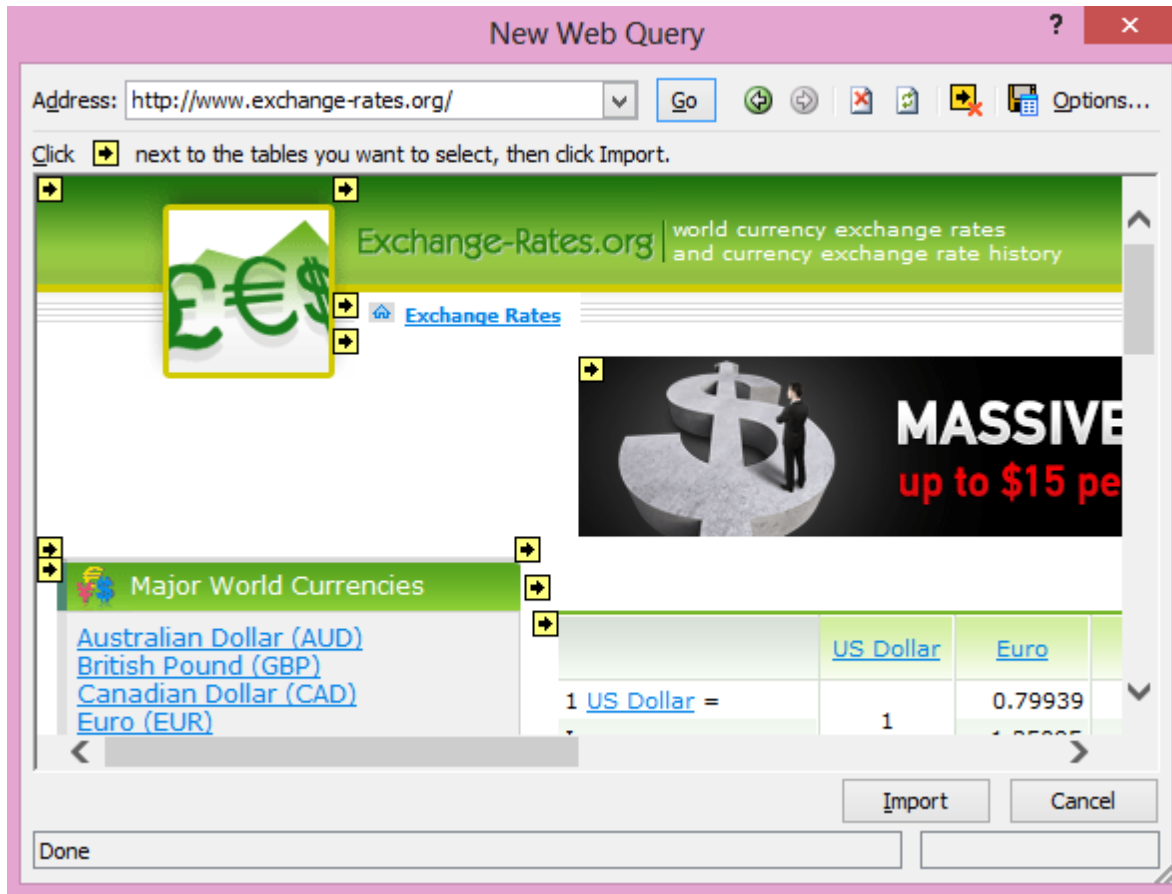 New Web Query
?
Address: http://www.exchange-rates.org/ Go Options...
Click next to the tables you want to select, then click Import.
Exchange-Rates.org world currency exchange rates
and currency exchange rate history
£€$
Exchange Rates
MASSIVE
up to $15 pe
Major World Currencies
Australian Dollar (AUD)
British Pound (GBP)
Canadian Dollar (CAD)
Euro (EUR)
US Dollar Euro
1 US Dollar = 0.79939
1
Import Cancel
Done